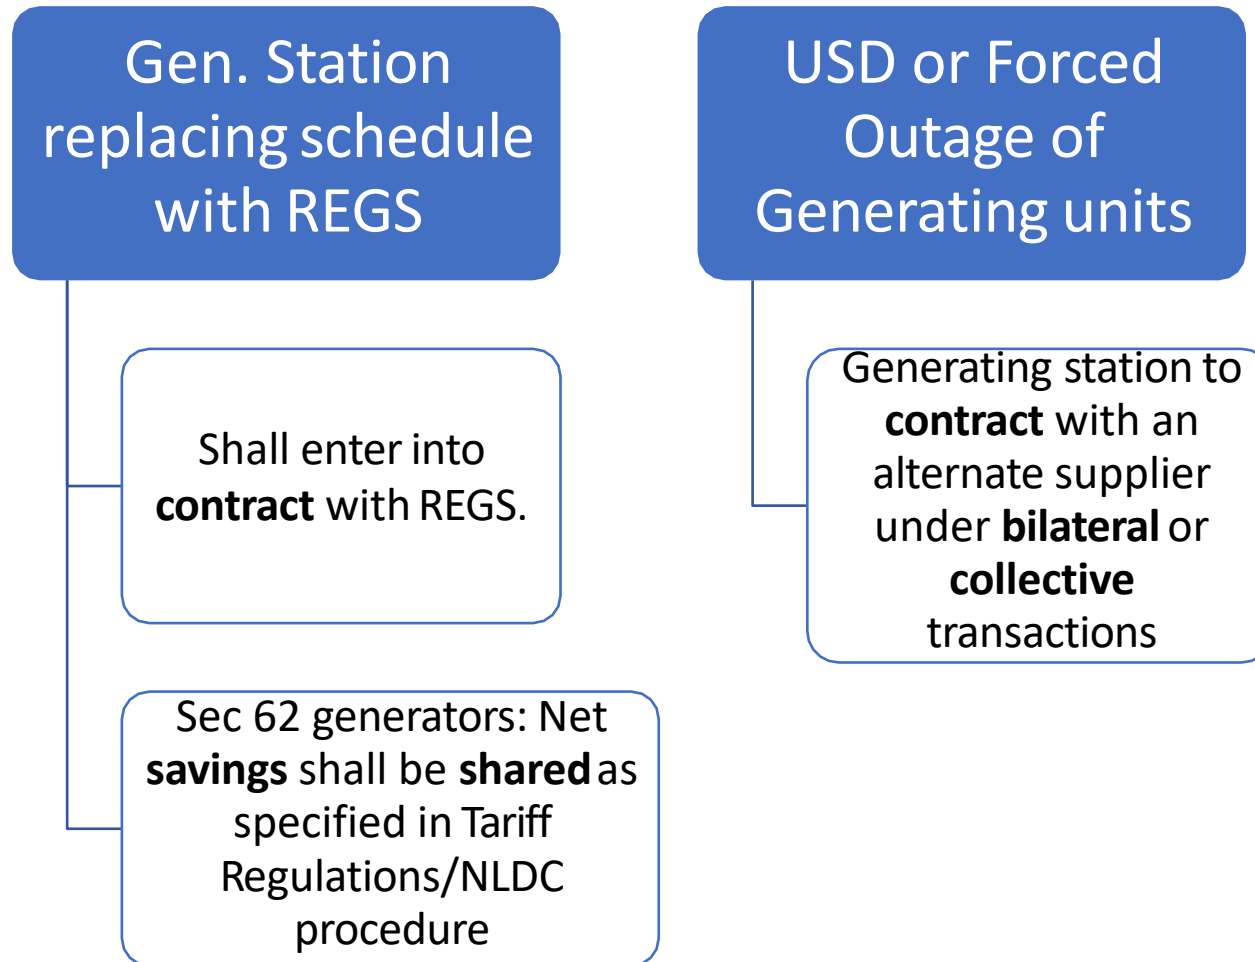 Gen. Station
replacing schedule
with REGS
Shall enter into
contract with REGS.
Sec 62 generators: Net
savings shall be shared as
specified in Tariff
Regulations/NLDC
procedure
USD or Forced
Outage of
Generating units
Generating station to
contract with an
alternate supplier
under bilateral or
collective
transactions